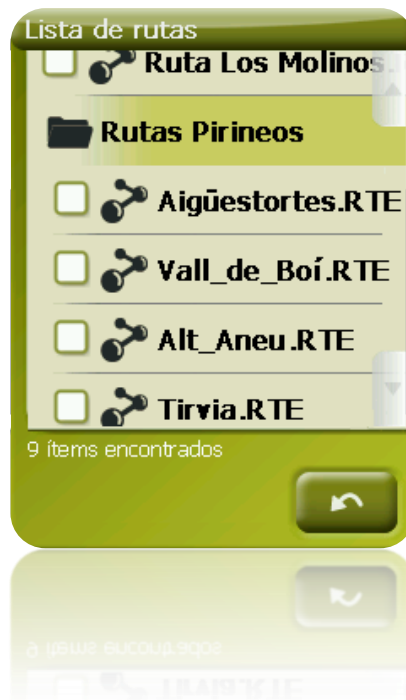 Lista de rutas
Ruta Los Molinos.
Rutas Pirineos
Aigüestortes.RTE
Vall_de_Boí.RTE
Alt_Aneu.RTE
Tirvia.RTE
9 ítems encontrados